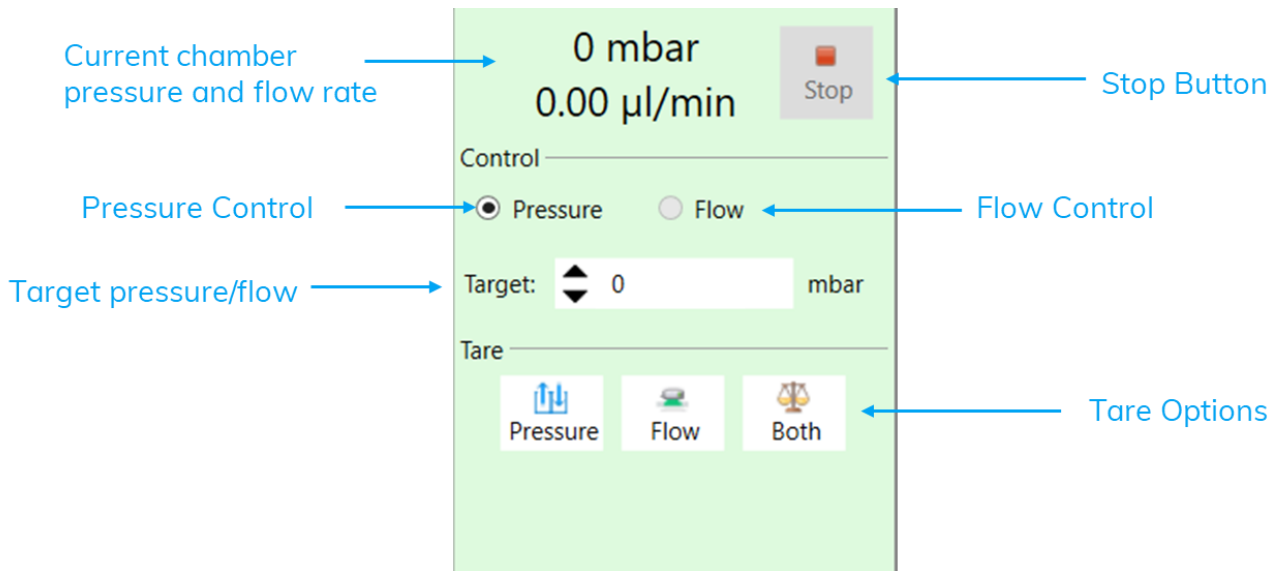 Current chamber
pressure and flow rate
0 mbar
0.00 µl/min
Stop
Stop Button
Control
Pressure Control
Pressure
Flow
Flow Control
Target pressure/flow
Target:
0
mbar
Tare
Pressure
Flow
Both
Tare Options